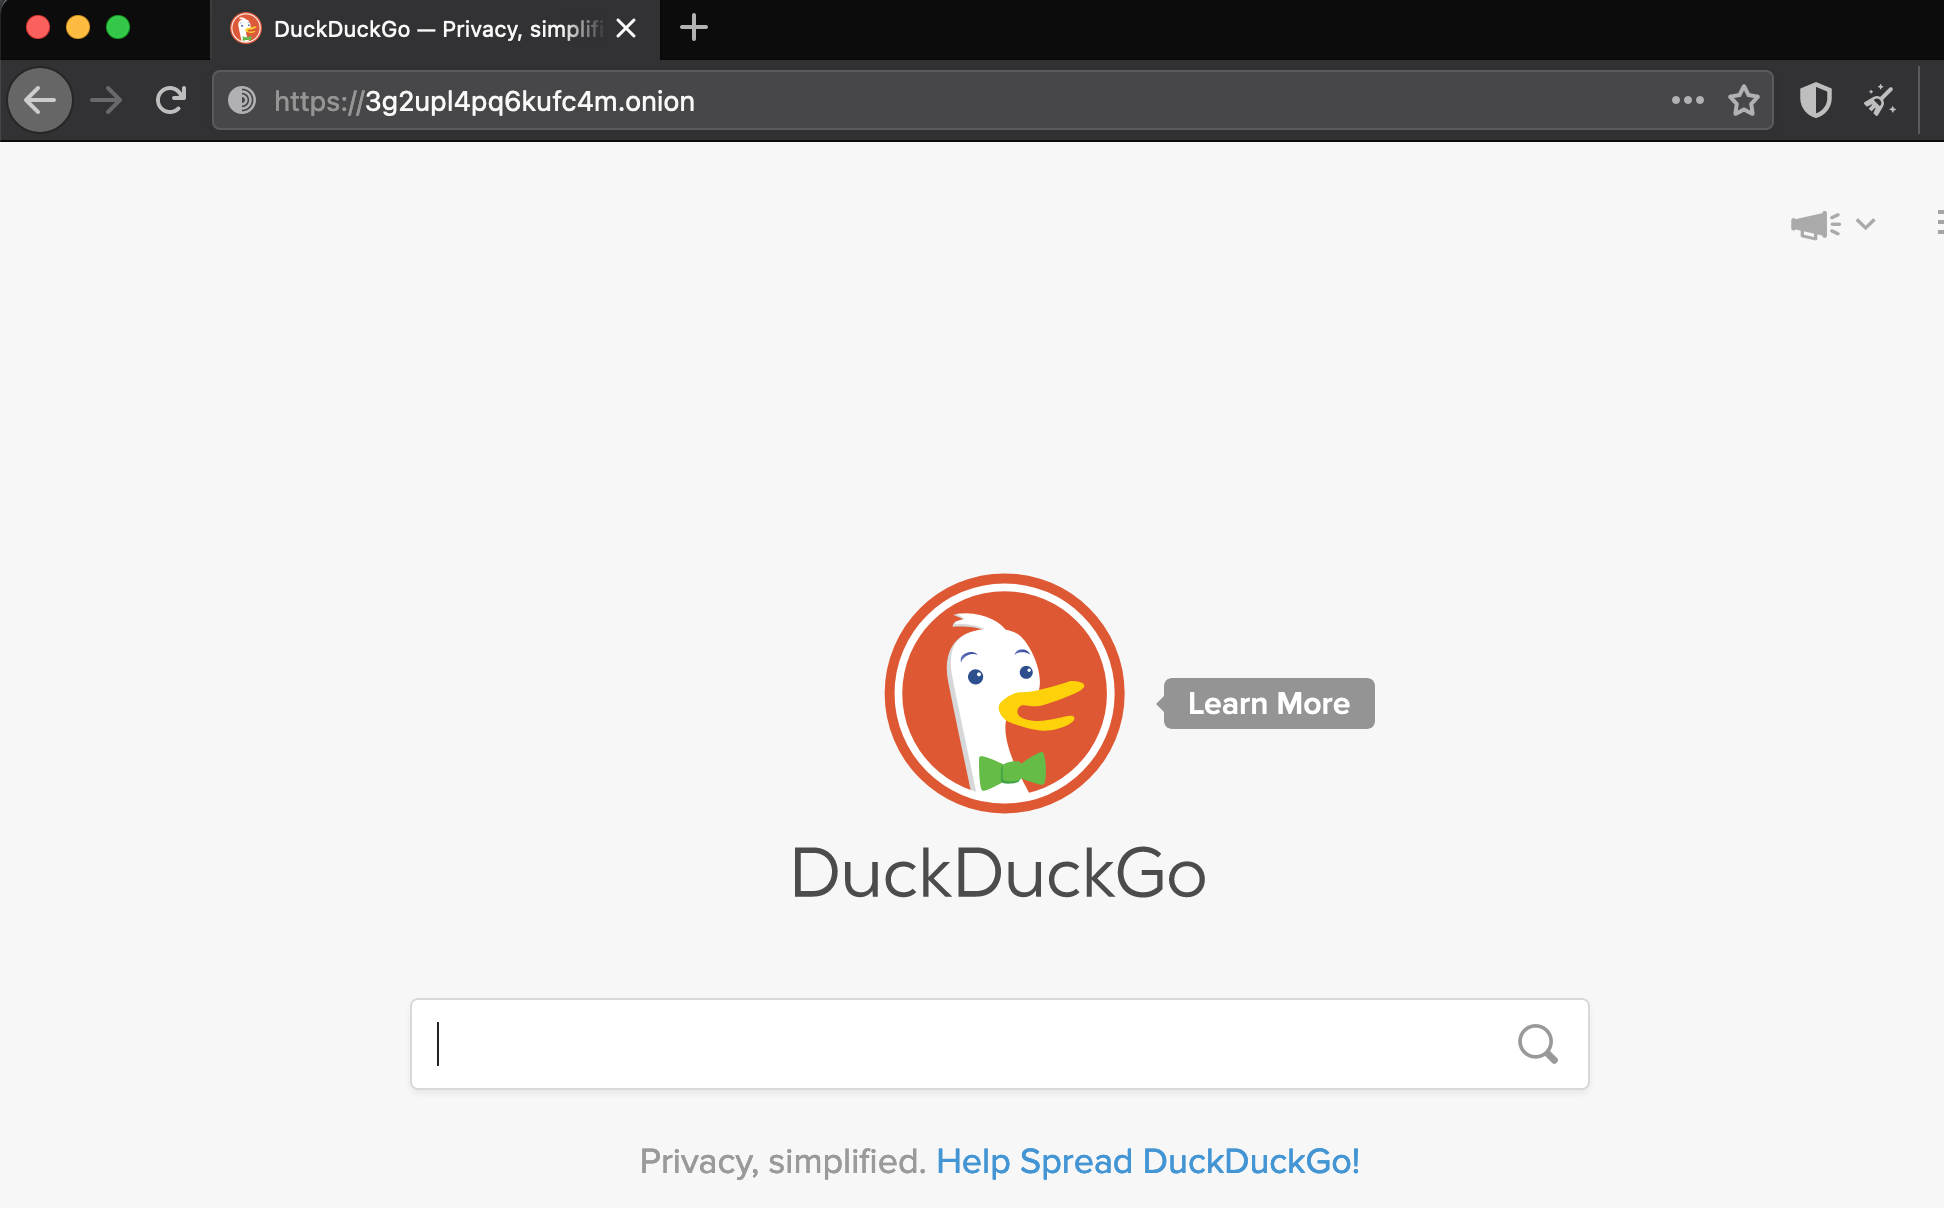 DuckDuckGo — Privacy, simplifi
https://3g2upl4pq6kufc4m.onion
Learn More
DuckDuckGo
Privacy, simplified. Help Spread DuckDuckGo!